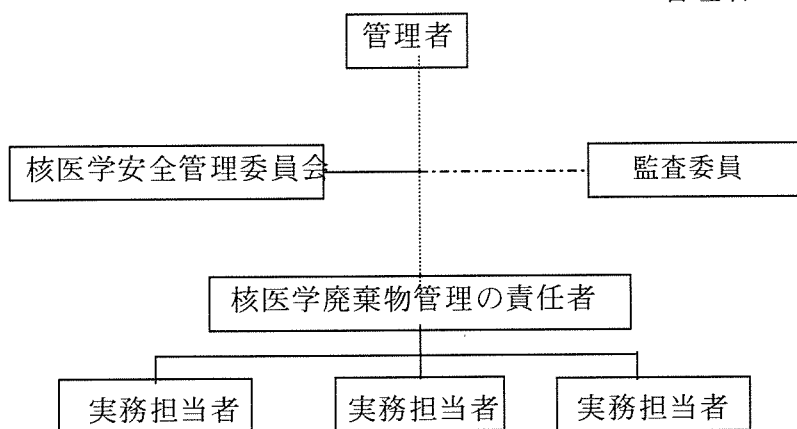 管理者
核医学安全管理委員会
監査委員
核医学廃棄物管理の責任者
実務担当者
実務担当者
実務担当者